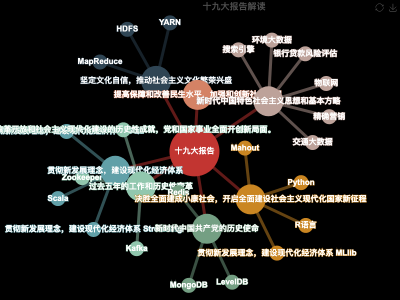 十九大报告解读
YARN
HDFS
环境大数据
搜索引擎
银行贷款风险评估
MapReduce
坚定文化自信，推动社会主义文化繁荣兴盛
物联网
提高保障和改善民生水平，加强和创新社
新时代中国特色社会主义思想和基本方略
精确营销
和社会主义现代化建设的历史性成就，党和国家事业全面开创新局面。
交通大数据
十九大报告
Mahout
贯彻新发展理念，建设现代化经济体系
Zookeeper
过去五年的工作和历史性变革
Python
Redis
Scala
决胜全面建成小康社会，开启全面建设社会主义现代化国家新征程
R语言
贯彻新发展理念，建设现代化经济体系
新时代中国共产党的历史使命
Kafka
贯彻新发展理念，建设现代化经济体系 MLlib
MongoDB
LevelDB